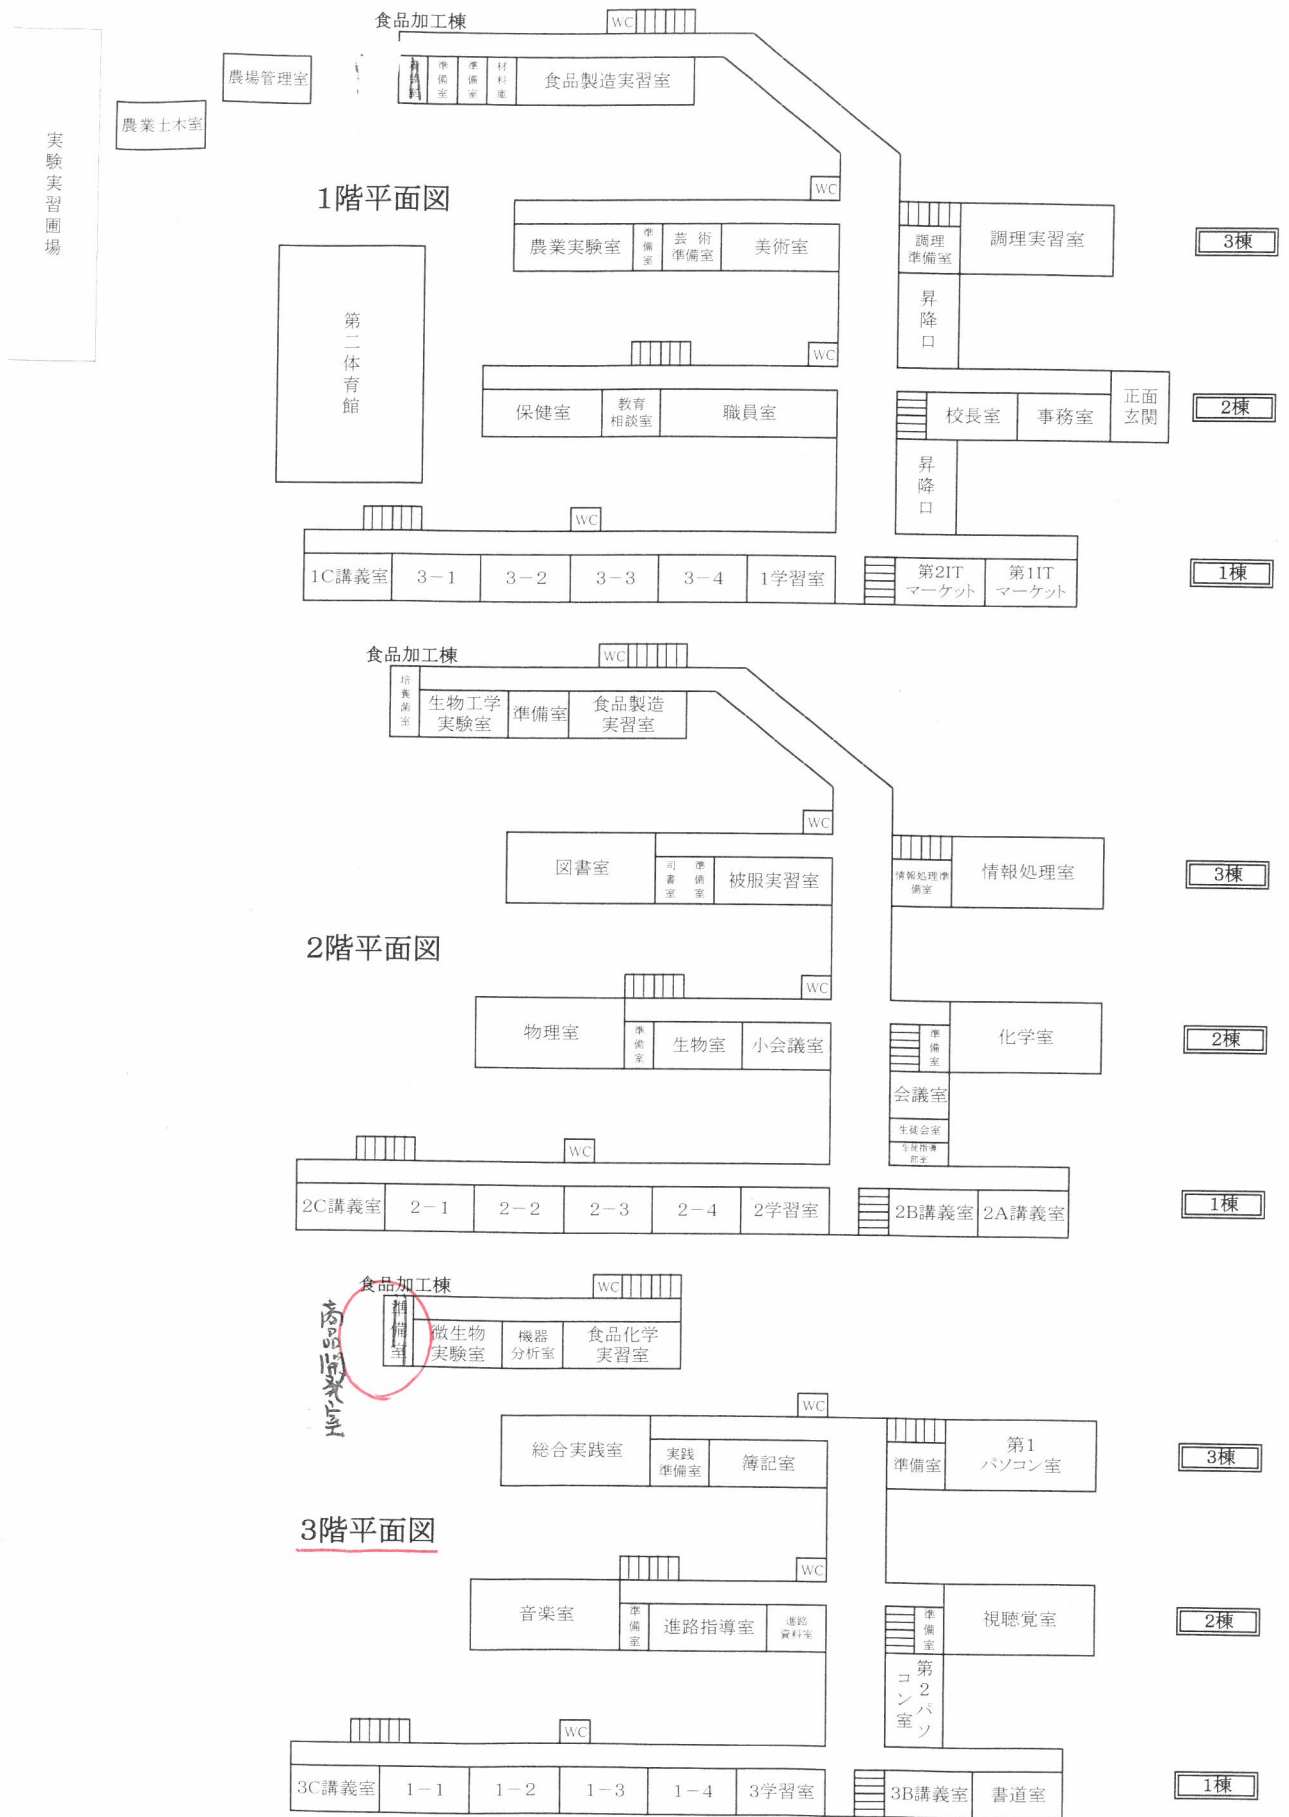 食品加工棟
WC
農場管理室
準備室
準備室
材料庫
食品製造実習室
農業土木室
実験実習圃場
1階平面図
WC
農業実験室
準備室
芸術
準備室
美術室
調理
準備室
調理実習室
3棟
昇降口
第二体育館
WC
保健室
教育
相談室
職員室
校長室
事務室
正面
玄関
2棟
昇降口
WC
1C講義室
3-1
3-2
3-3
3-4
1学習室
第2IT
マーケット
第1IT
マーケット
1棟
食品加工棟
WC
培養菌室
生物工学
実験室
準備室
食品製造
実習室
WC
図書室
司書室
準備室
被服実習室
情報処理準
備室
情報処理室
3棟
2階平面図
WC
物理室
準備室
生物室
小会議室
準備室
化学室
2棟
会議室
生徒会室
生徒指導
部室
WC
2C講義室
2-1
2-2
2-3
2-4
2学習室
2B講義室
2A講義室
1棟
食品加工棟
WC
商品開発室
準備室
微生物
実験室
機器
分析室
食品化学
実習室
WC
総合実践室
実践
準備室
簿記室
準備室
第1
パソコン室
3棟
3階平面図
WC
音楽室
準備室
進路指導室
進路
資料室
準備室
視聴覚室
2棟
第2パソ
コン室
WC
3C講義室
1-1
1-2
1-3
1-4
3学習室
3B講義室
書道室
1棟